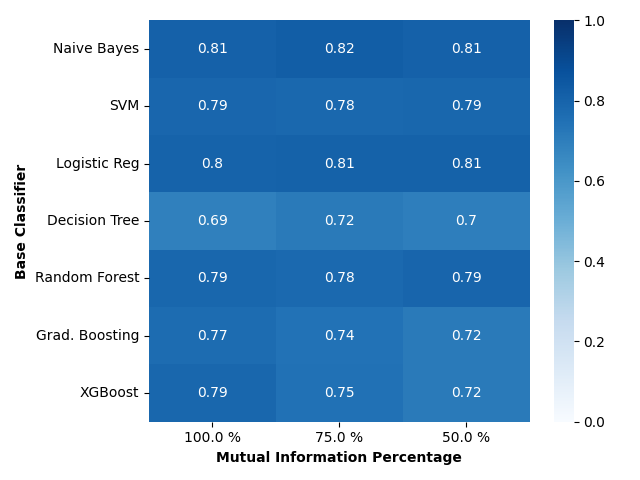 Base Classifier
Naive Bayes 0.81 0.82 0.81
SVM 0.79 0.78 0.79
Logistic Reg 0.8 0.81 0.81
Decision Tree 0.69 0.72 0.7
Random Forest 0.79 0.78 0.79
Grad. Boosting 0.77 0.74 0.72
XGBoost 0.79 0.75 0.72
100.0 % 75.0 % 50.0 %
Mutual Information Percentage
1.0
0.8
0.6
0.4
0.2
0.0